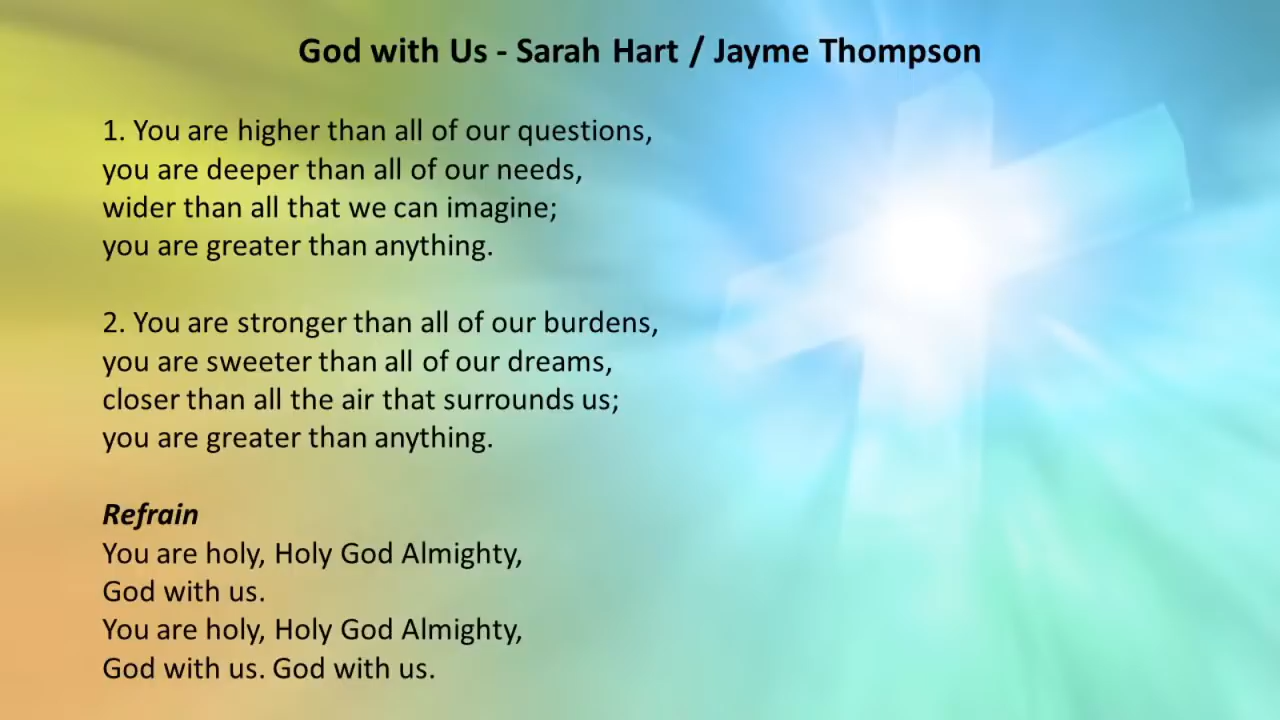 God with Us - Sarah Hart / Jayme Thompson
1. You are higher than all of our questions,
you are deeper than all of our needs,
wider than all that we can imagine;
you are greater than anything.
2. You are stronger than all of our burdens,
you are sweeter than all of our dreams,
closer than all the air that surrounds us;
you are greater than anything.
Refrain
You are holy, Holy God Almighty,
God with us.
You are holy, Holy God Almighty,
God with us. God with us.